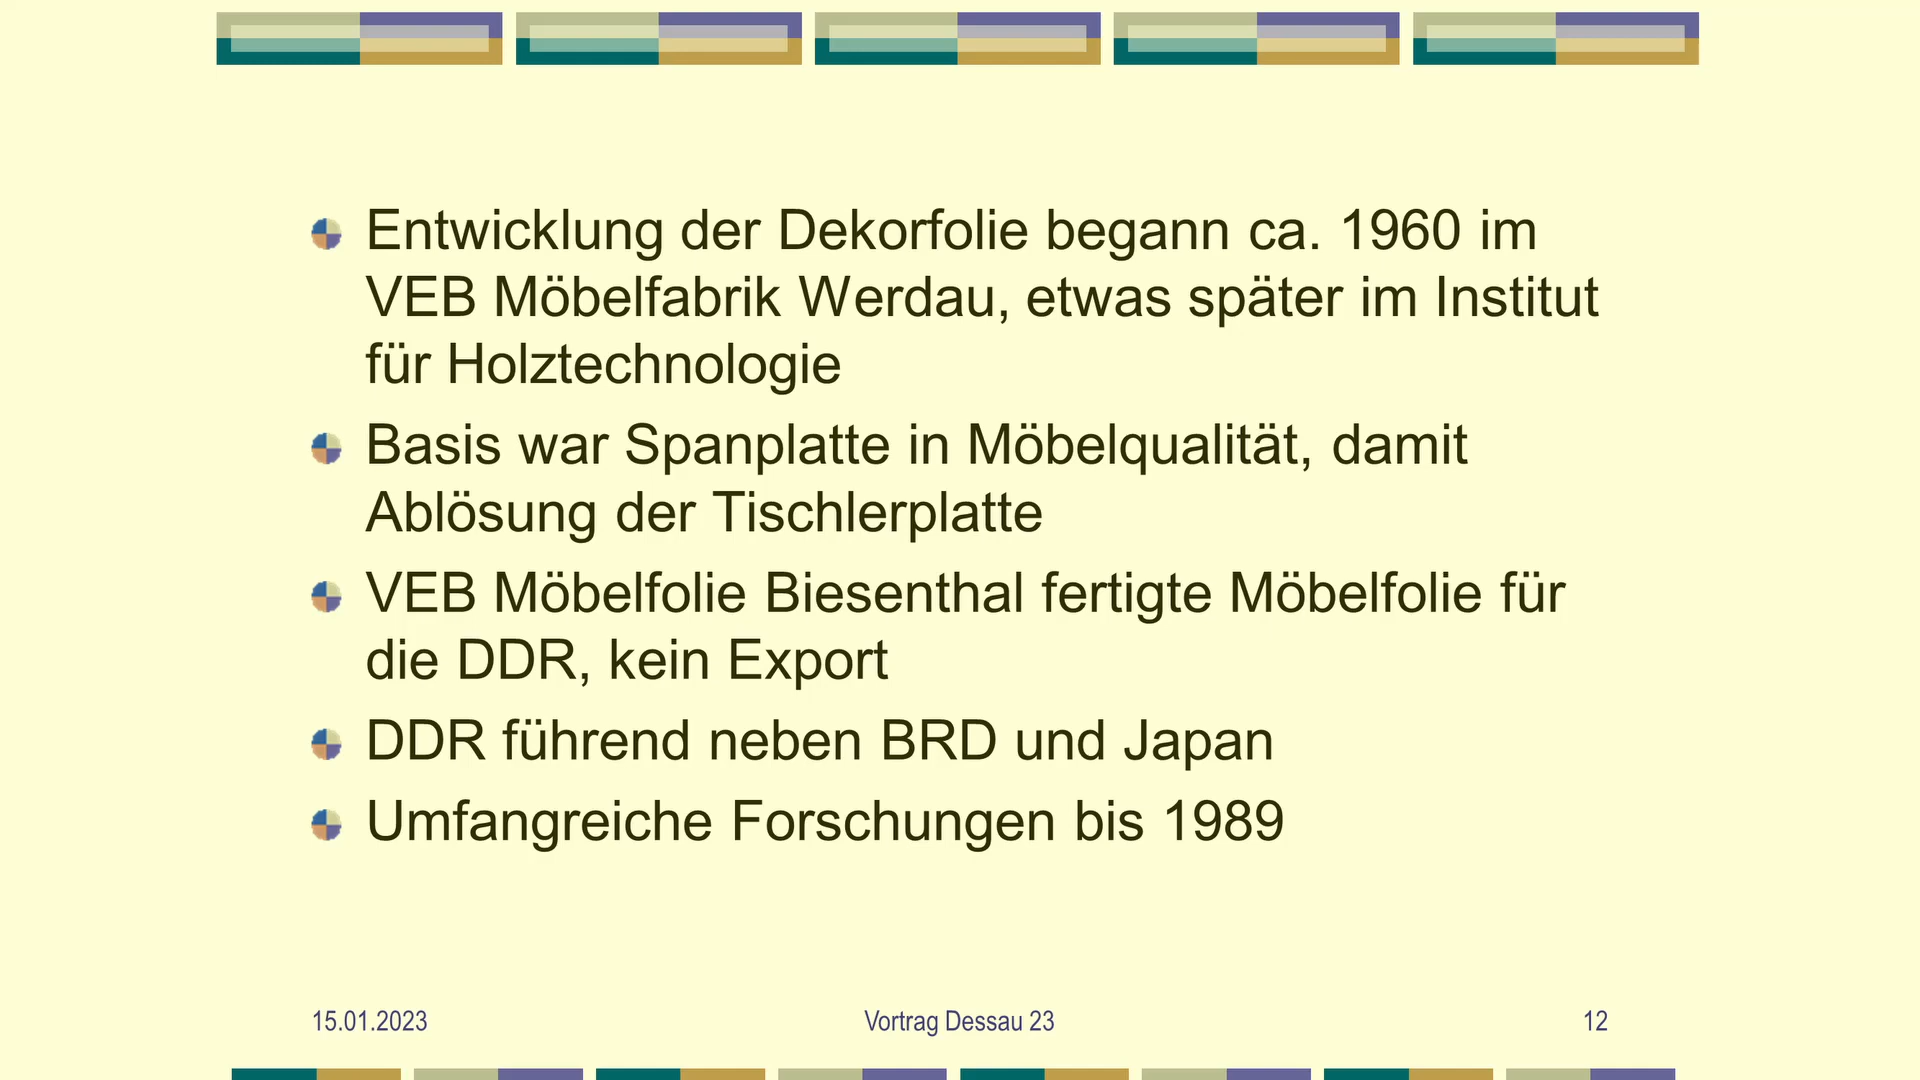 Entwicklung der Dekorfolie begann ca. 1960 im
VEB Möbelfabrik Werdau, etwas später im Institut
für Holztechnologie
Basis war Spanplatte in Möbelqualität, damit
Ablösung der Tischlerplatte
VEB Möbelfolie Biesenthal fertigte Möbelfolie für
die DDR, kein Export
DDR führend neben BRD und Japan
Umfangreiche Forschungen bis 1989
15.01.2023
Vortrag Dessau 23
12